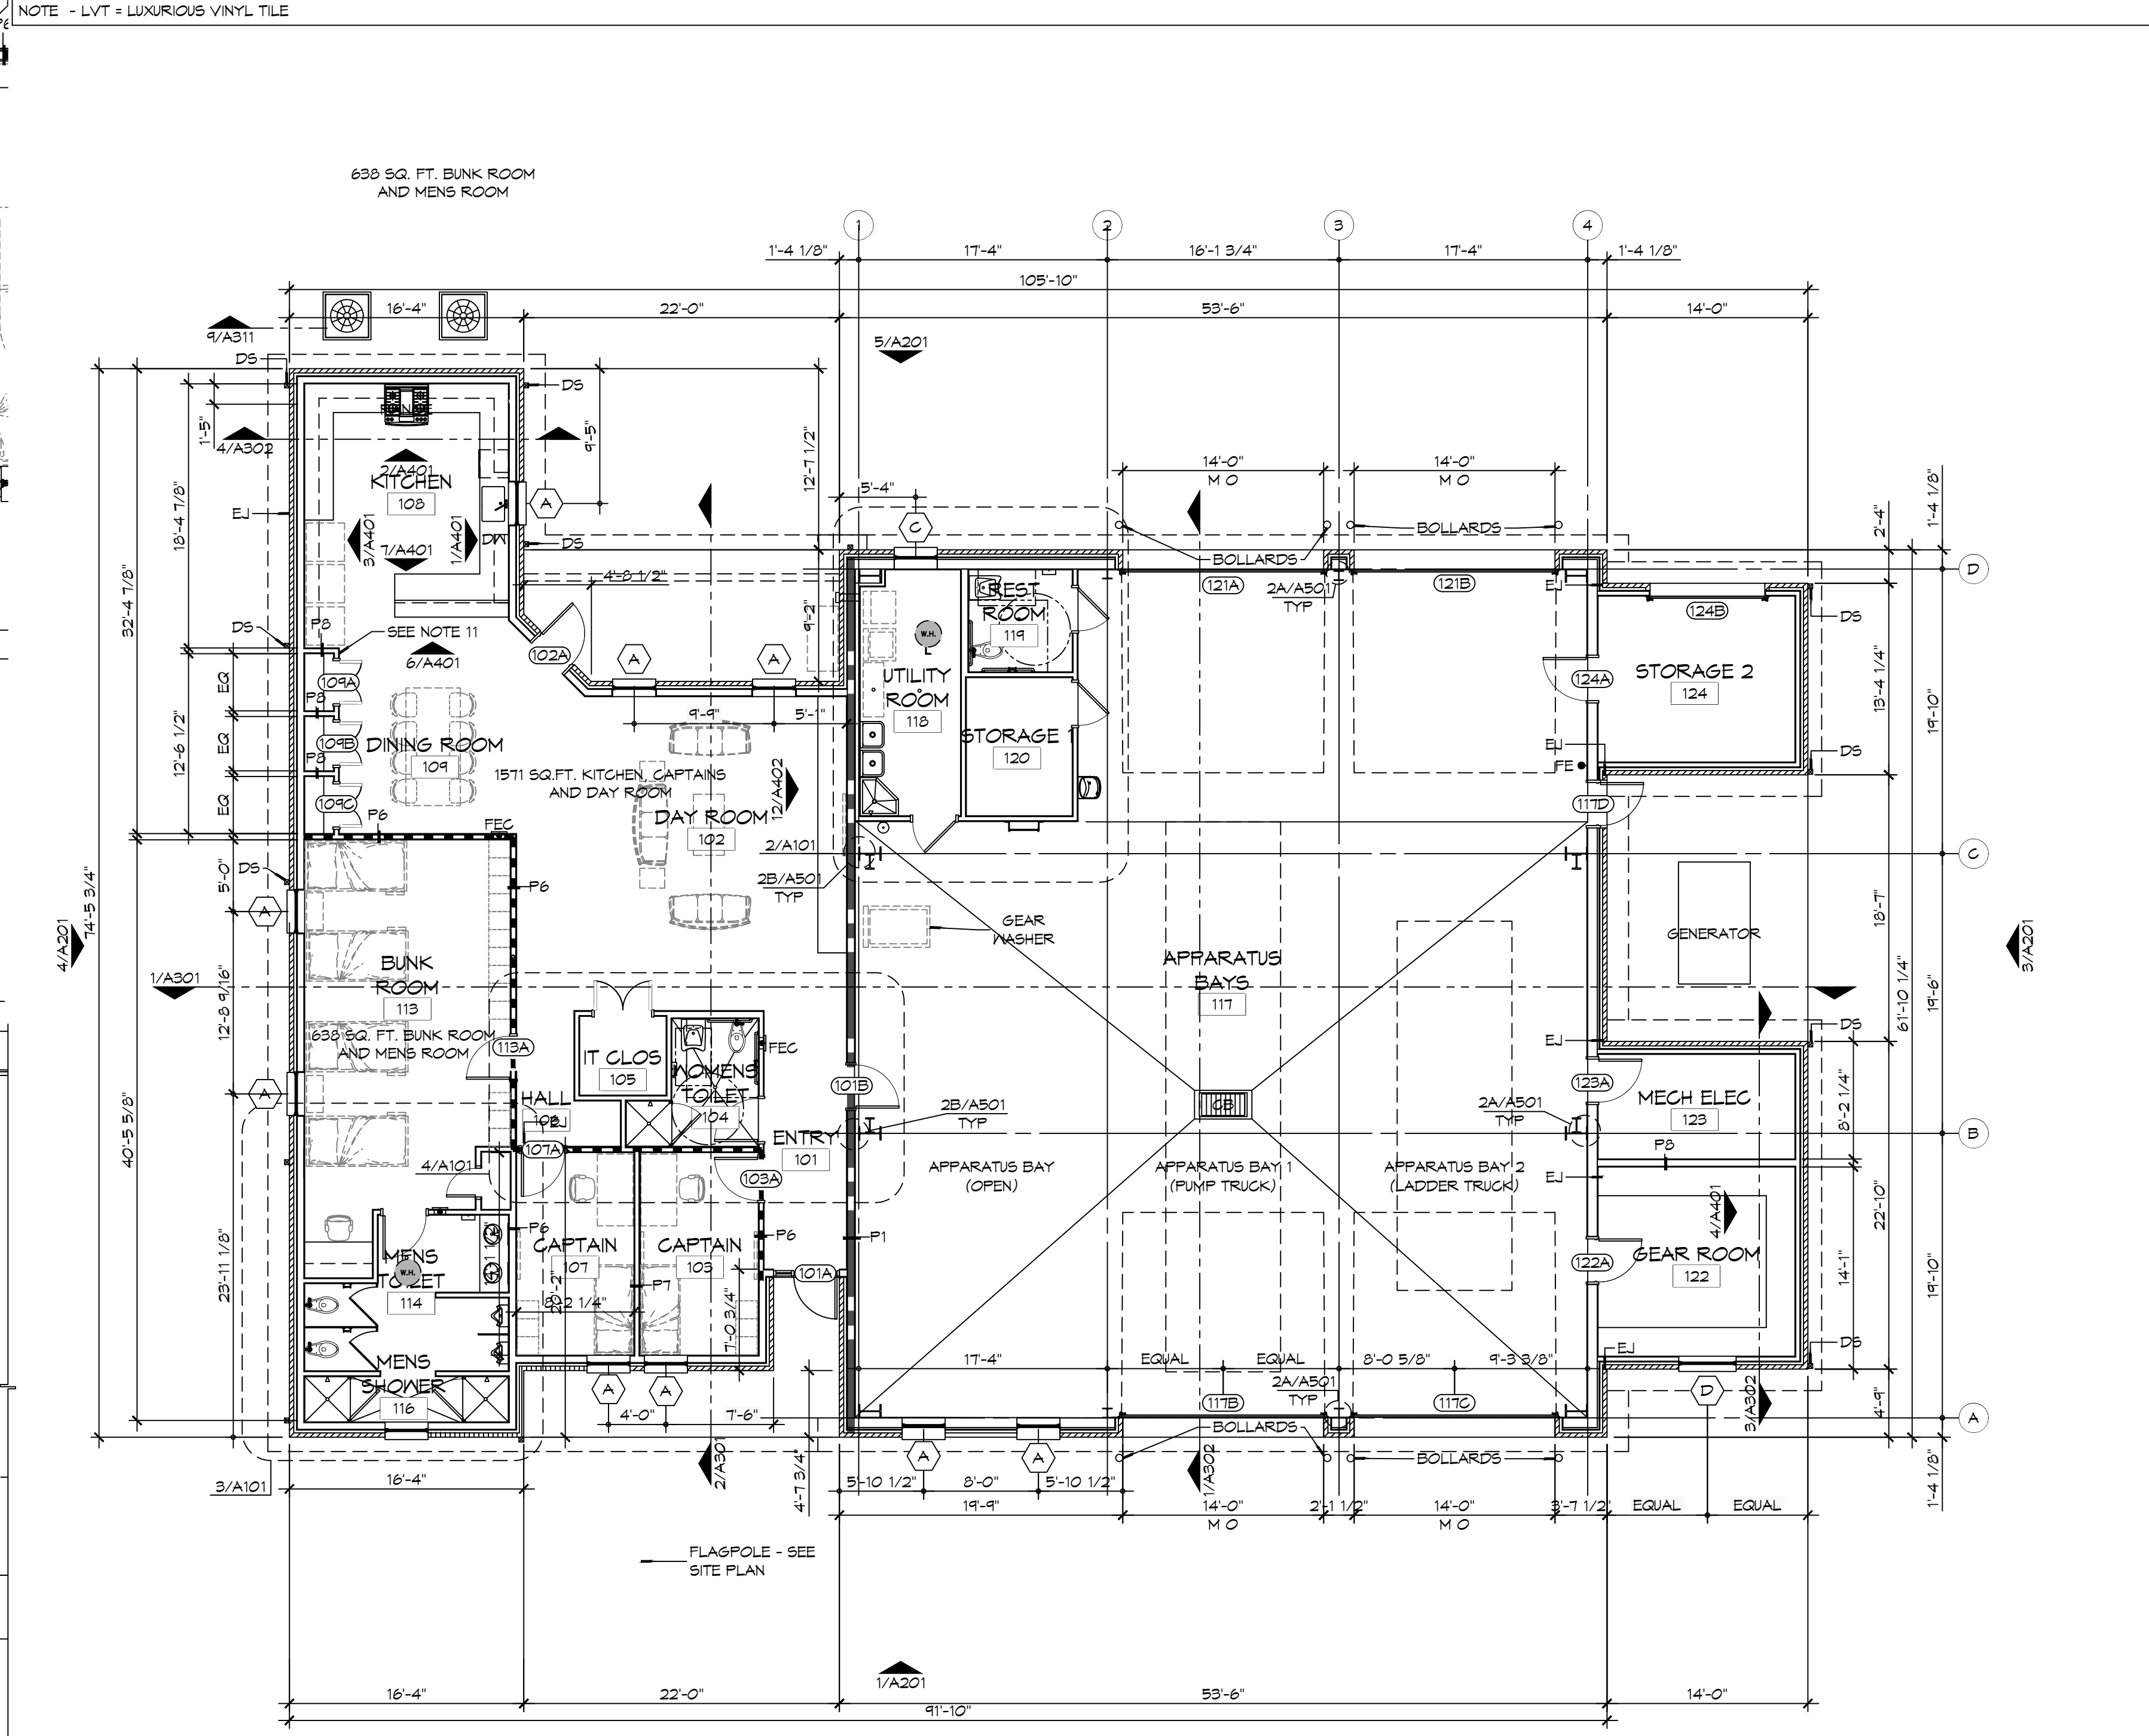 NOTE - LVT = LUXURIOUS VINYL TILE
638 SQ. FT. BUNK ROOM
AND MENS ROOM
1 2 3 4
1'-4 1/8" 17'-4" 16'-1 3/4" 17'-4" 1'-4 1/8"
105'-10"
16'-4" 22'-0" 53'-6" 14'-0"
9/A311
5/A201
DS
DS
1'-5"
4/A302
9'-5"
12'-7 1/2"
2/A401
KITCHEN
108
14'-0"
M O
14'-0"
M O
5'-4"
18'-4 7/8"
EJ
A
C
3/A401
7/A401
1/A401
DW
DS
BOLLARDS
BOLLARDS
2'-4"
1'-4 1/8"
D
32'-4 7/8"
4'-8 1/2"
9'-2"
REST
ROOM
119
W.H.
121A
2A/A501
TYP
121B
EJ
124B
DS
DS
P8
SEE NOTE 11
6/A401
102A
A
A
UTILITY
ROOM
118
124A
STORAGE 2
124
13'-4 1/4"
19'-10"
EQ
109A
P8
9'-9"
5'-1"
12'-6 1/2"
EQ
109B
DINING ROOM
109
P8
STORAGE 1
120
EJ
FE
DS
1571 SQ.FT. KITCHEN, CAPTAINS
AND DAY ROOM
12/A402
EQ
109C
P6
FEC
DAY ROOM
102
117D
2/A101
C
74'-5 3/4"
5'-0"
DS
P6
2B/A501
TYP
A
GEAR
WASHER
GENERATOR
18'-7"
4/A201
3/A201
BUNK
ROOM
113
APPARATUS
BAYS
117
1/A301
12'-8 9/16"
19'-6"
61'-10 1/4"
638 SQ. FT. BUNK ROOM
AND MENS ROOM
113A
IT CLOS
105
WOMENS
TOILET
104
FEC
DS
EJ
A
101B
123A
MECH ELEC
123
8'-2 1/4"
HALL
EJ
CB
2B/A501
TYP
2A/A501
TYP
40'-5 5/8"
107A
ENTRY
101
B
P8
4/A101
103A
APPARATUS BAY
(OPEN)
APPARATUS BAY 1
(PUMP TRUCK)
APPARATUS BAY 2
(LADDER TRUCK)
EJ
4/A401
P6
P6
P1
22'-10"
23'-11 1/8"
MENS
TOILET
114
W.H.
CAPTAIN
107
CAPTAIN
103
101A
122A
GEAR ROOM
122
14'-1"
19'-10"
P7
8'-2 1/4"
20'-2"
7'-0 3/4"
MENS
SHOWER
116
17'-4" EQUAL EQUAL 8'-0 5/8" 9'-3 3/8"
EJ
DS
A
A
2A/A501
TYP
117B
117C
D
3/A302
4'-9"
4'-0"
7'-6"
BOLLARDS
A
A
A
2/A301
1/A302
BOLLARDS
3/A101
16'-4"
4'-7 3/4"
5'-10 1/2" 8'-0" 5'-10 1/2"
1'-4 1/8"
19'-9" 14'-0" 2'-1 1/2" 14'-0" 3'-7 1/2" EQUAL EQUAL
M O
M O
FLAGPOLE - SEE
SITE PLAN
1/A201
16'-4" 22'-0" 53'-6" 14'-0"
91'-10"